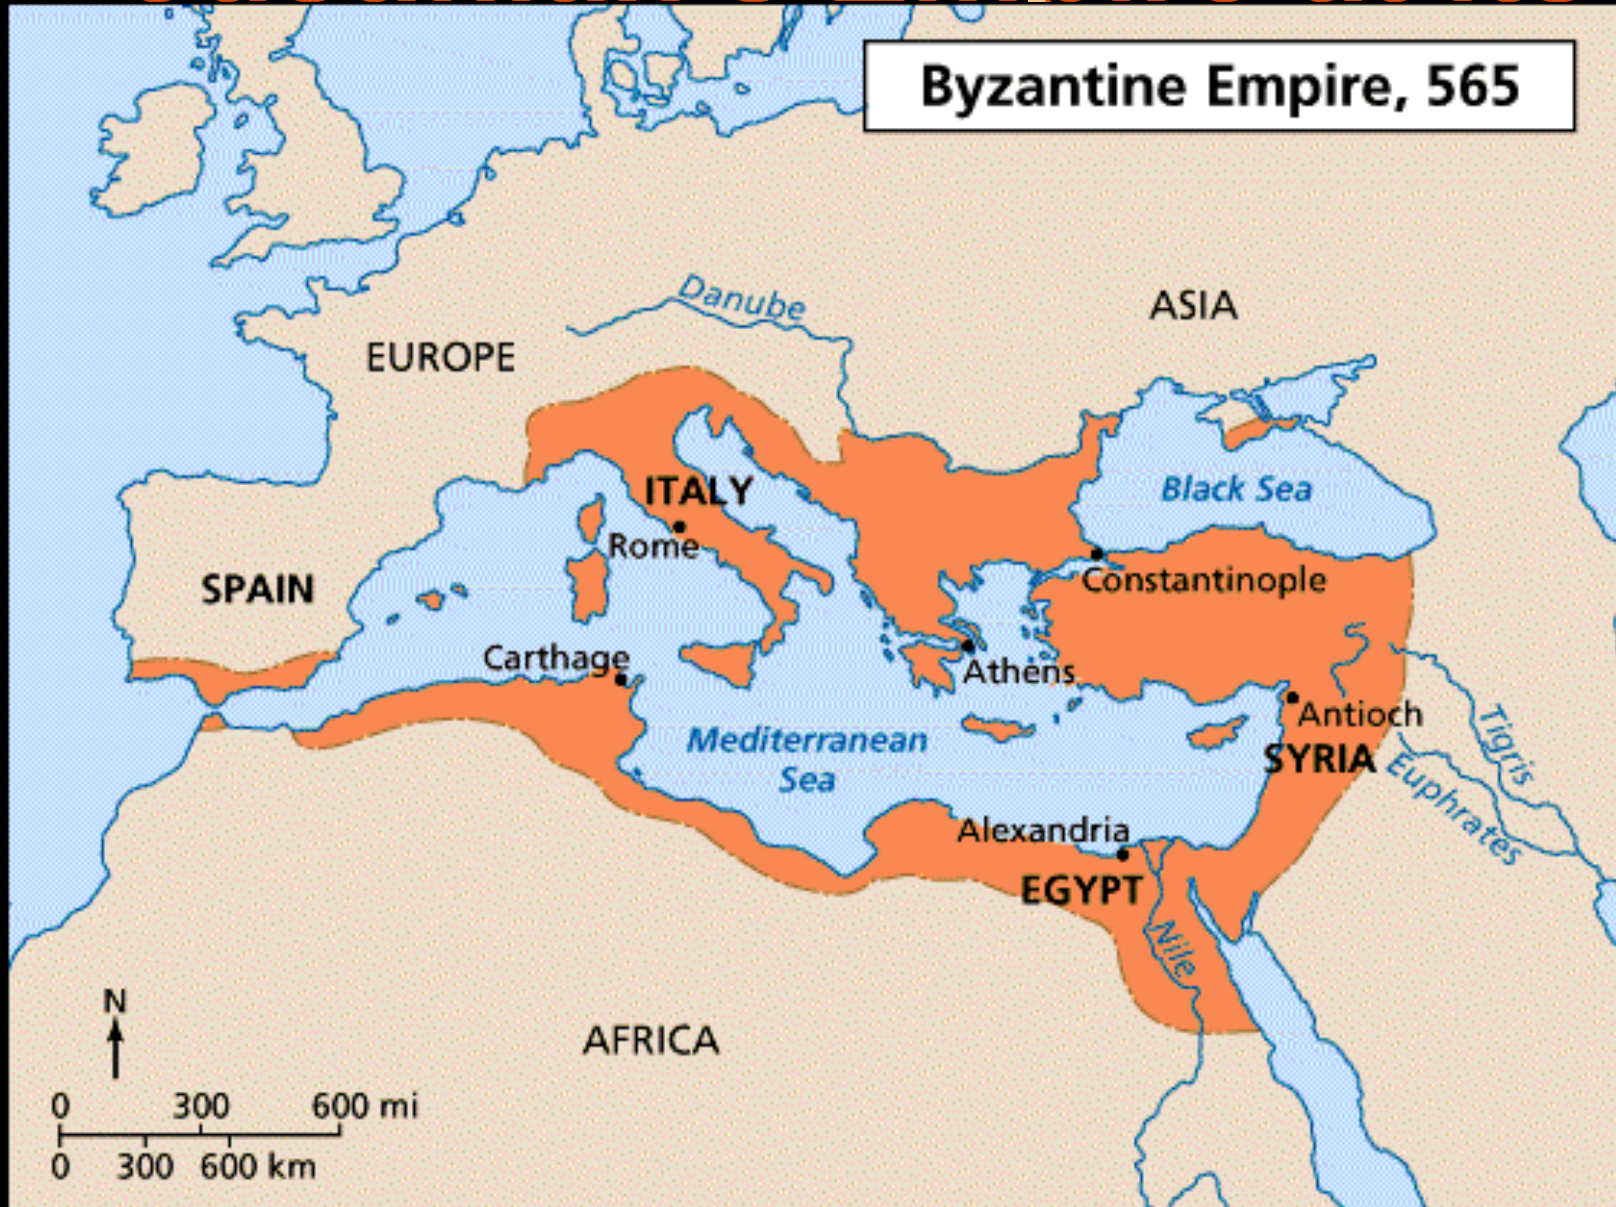 Byzantine Empire, 565
Danube
ASIA
EUROPE
ITALY
Black Sea
Rome
Constantinople
SPAIN
Carthage
Athens
Antioch
Mediterranean
Sea
SYRIA
Tigris
Euphrates
Alexandria
EGYPT
Nile
N
AFRICA
0 300 600 mi
0 300 600 km